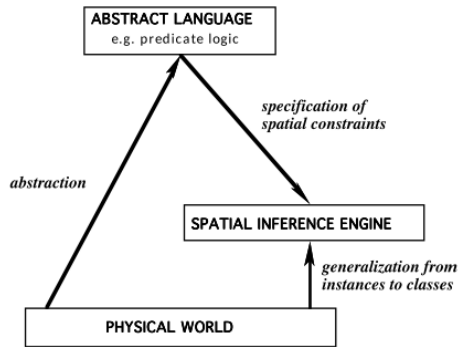 ABSTRACT LANGUAGE
e.g. predicate logic
specification of
spatial constraints
abstraction
SPATIAL INFERENCE ENGINE
generalization from
instances to classes
PHYSICAL WORLD